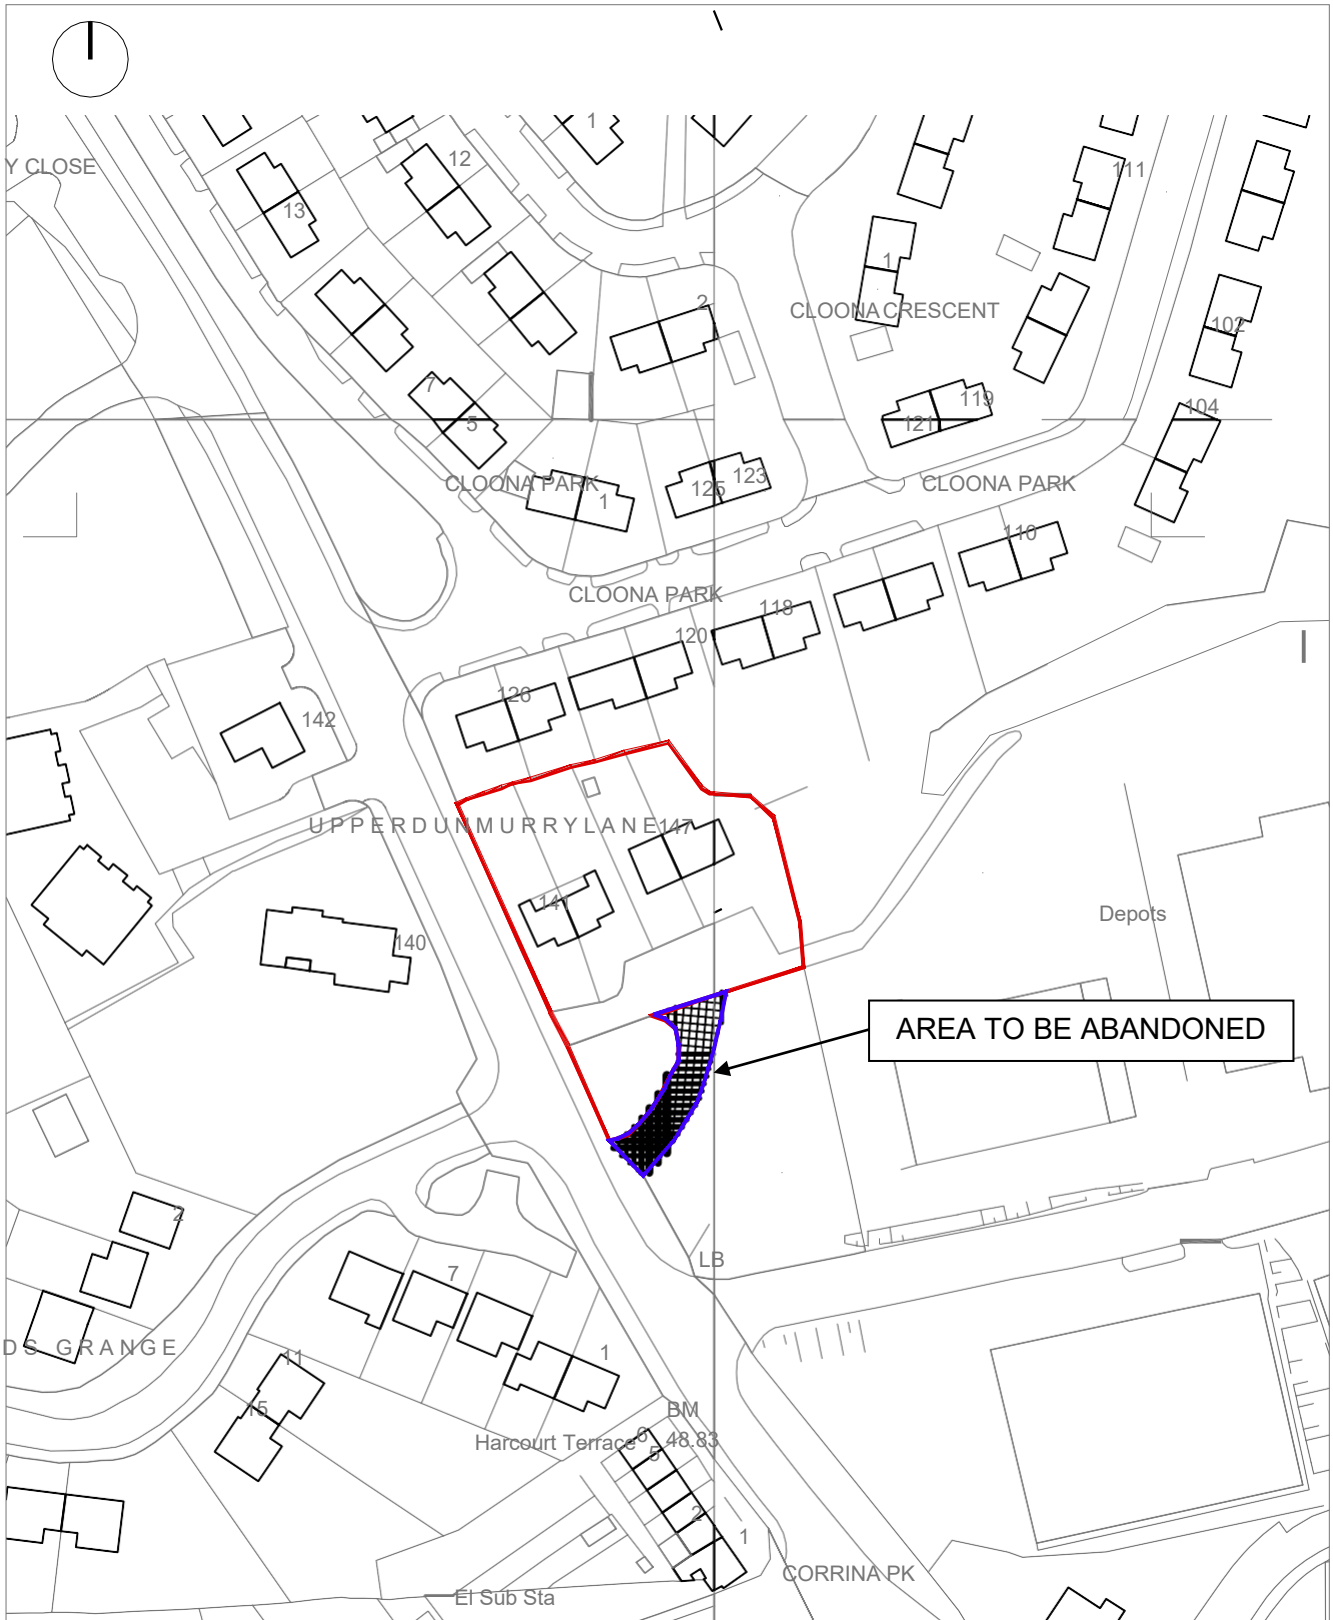 1
12
Y CLOSE
111
13
1
2
CLOONA CRESCENT
102
7
119
104
5
121
123
CLOONA PARK
125
CLOONA PARK
1
110
CLOONA PARK
118
120
126
142
UPPERDUNMURRYLANE
147
141
Depots
140
AREA TO BE ABANDONED
2
LB
7
DS GRANGE
11
1
15
BM
48.83
Harcourt Terrace
6
5
2
1
CORRINA PK
El Sub Sta